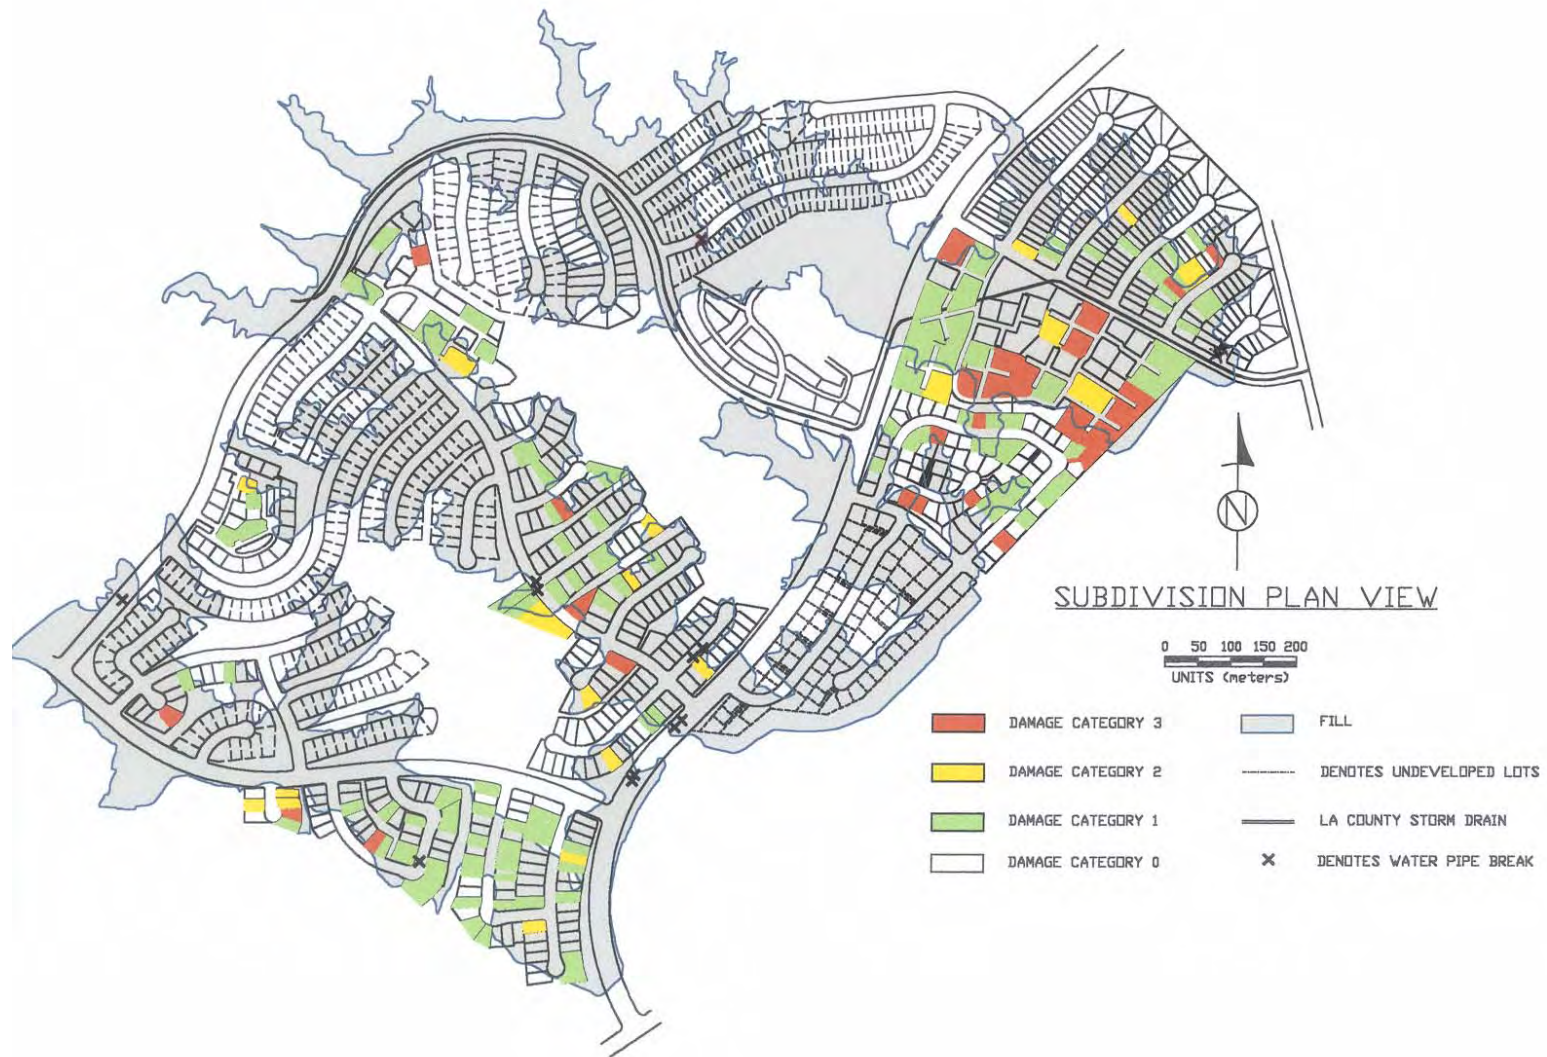 N
SUBDIVISION PLAN VIEW
0 50 100 150 200
UNITS (meters)
DAMAGE CATEGORY 3
FILL
DAMAGE CATEGORY 2
DENOTES UNDEVELOPED LOTS
DAMAGE CATEGORY 1
LA COUNTY STORM DRAIN
DAMAGE CATEGORY 0
DENOTES WATER PIPE BREAK